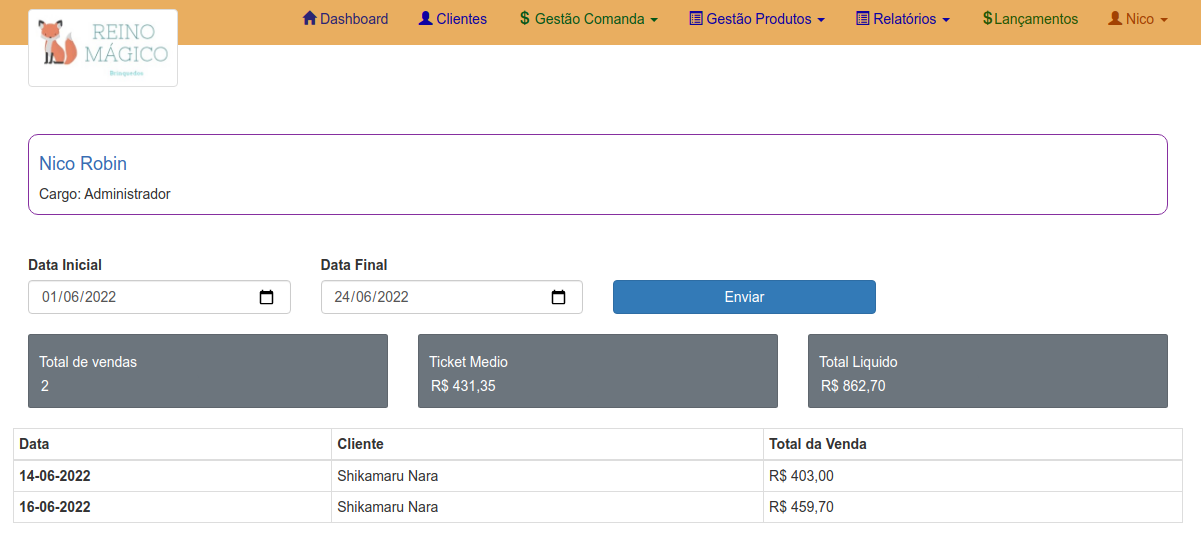 REINO
MÁGICO
Brinquedos
Dashboard Clientes $ Gestão Comanda Gestão Produtos Relatórios $Lançamentos Nico
Nico Robin
Cargo: Administrador
Data Inicial Data Final
01/06/2022 24/06/2022 Enviar
Total de vendas Ticket Medio Total Liquido
2 R$ 431,35 R$ 862,70
Data Cliente Total da Venda
14-06-2022 Shikamaru Nara R$ 403,00
16-06-2022 Shikamaru Nara R$ 459,70